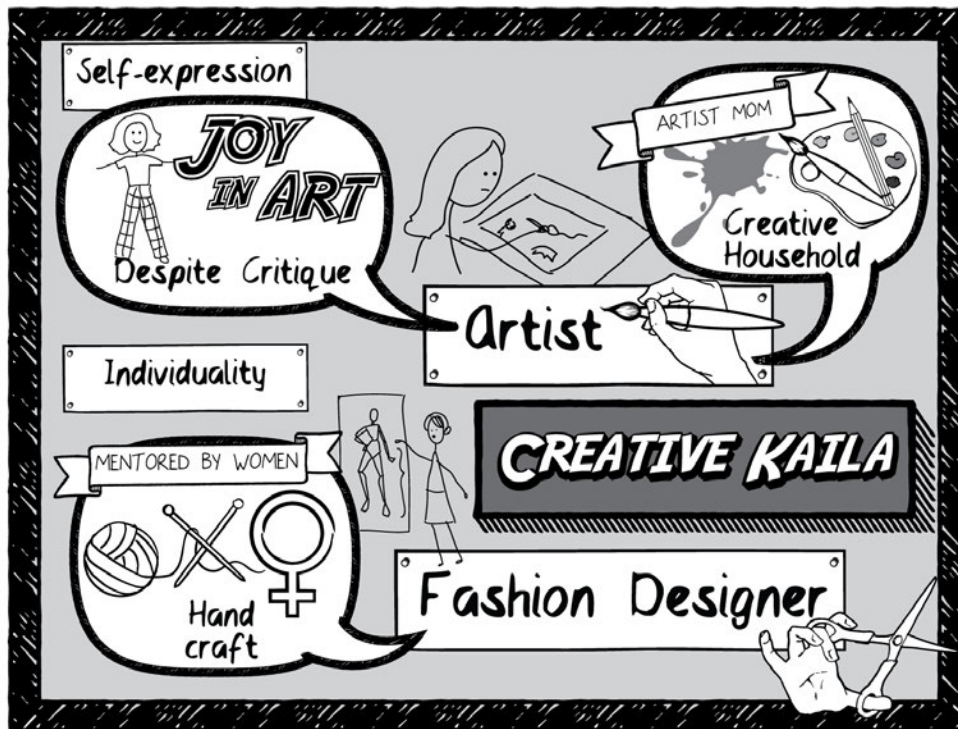 Self-expression
JOY
IN ART
Despite Critique
ARTIST MOM
Creative
Household
Artist
Individuality
MENTORED BY WOMEN
Hand
craft
CREATIVE KAILA
Fashion Designer